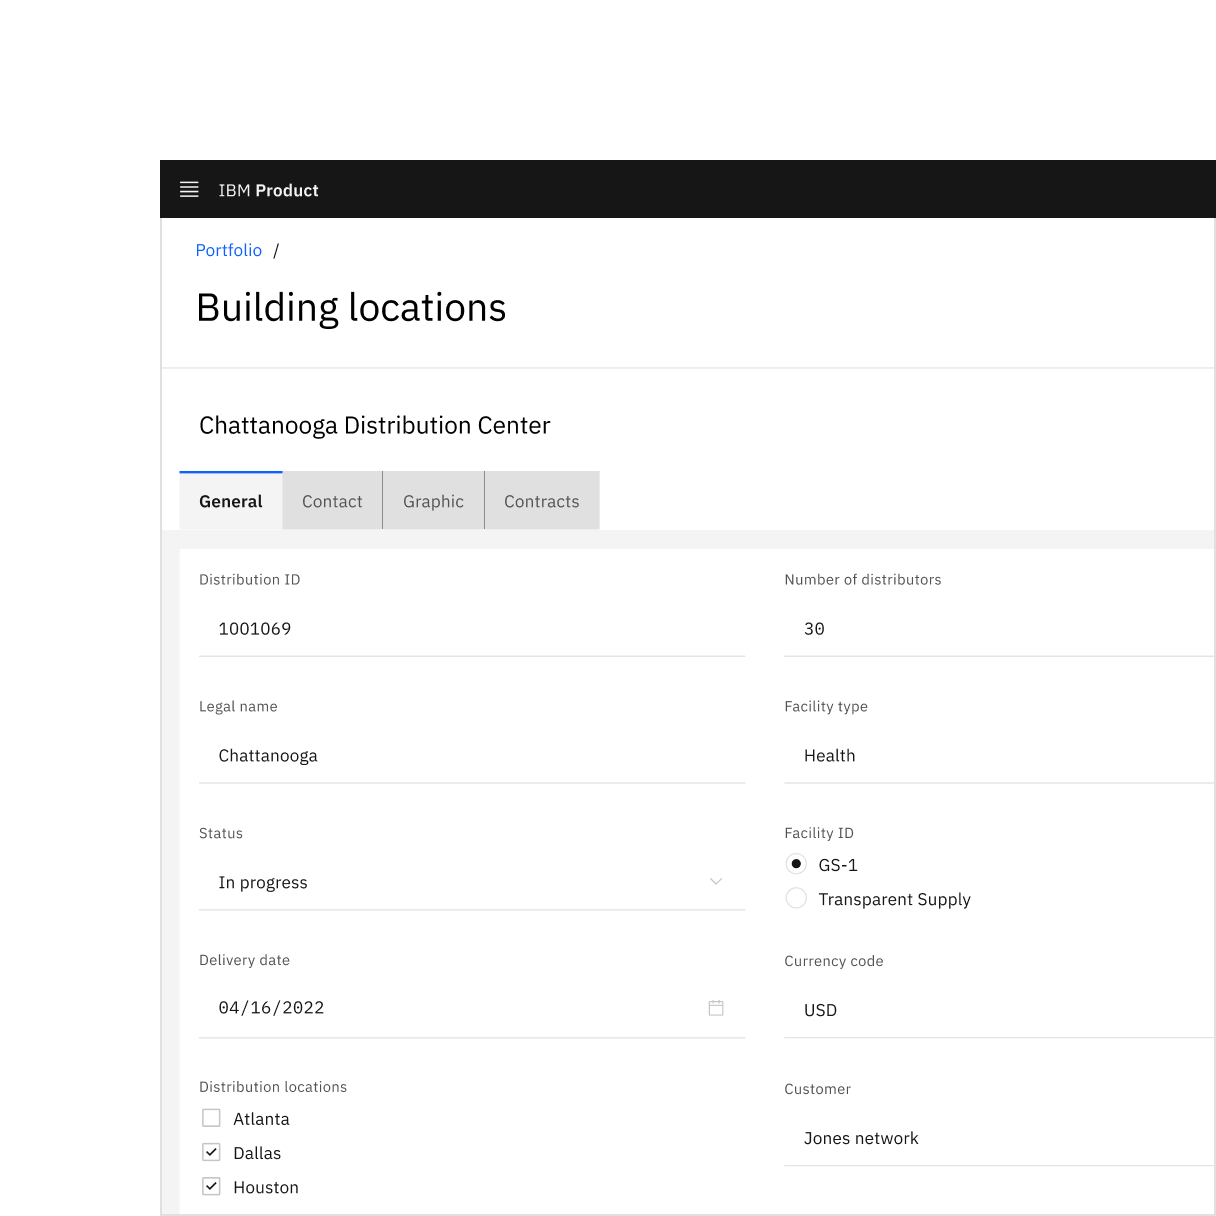 IBM Product
Portfolio /
Building locations
Chattanooga Distribution Center
General Contact Graphic Contracts
Distribution ID
1001069
Number of distributors
30
Legal name
Chattanooga
Facility type
Health
Status
In progress
Facility ID
GS-1
Transparent Supply
Delivery date
04/16/2022
Currency code
USD
Distribution locations
Atlanta
Dallas
Houston
Customer
Jones network